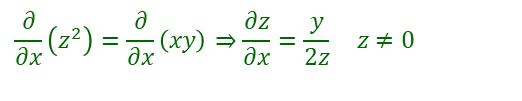 ∂/∂x (z²) = ∂/∂x (xy) ⇒ ∂z/∂x = y/2z z ≠ 0